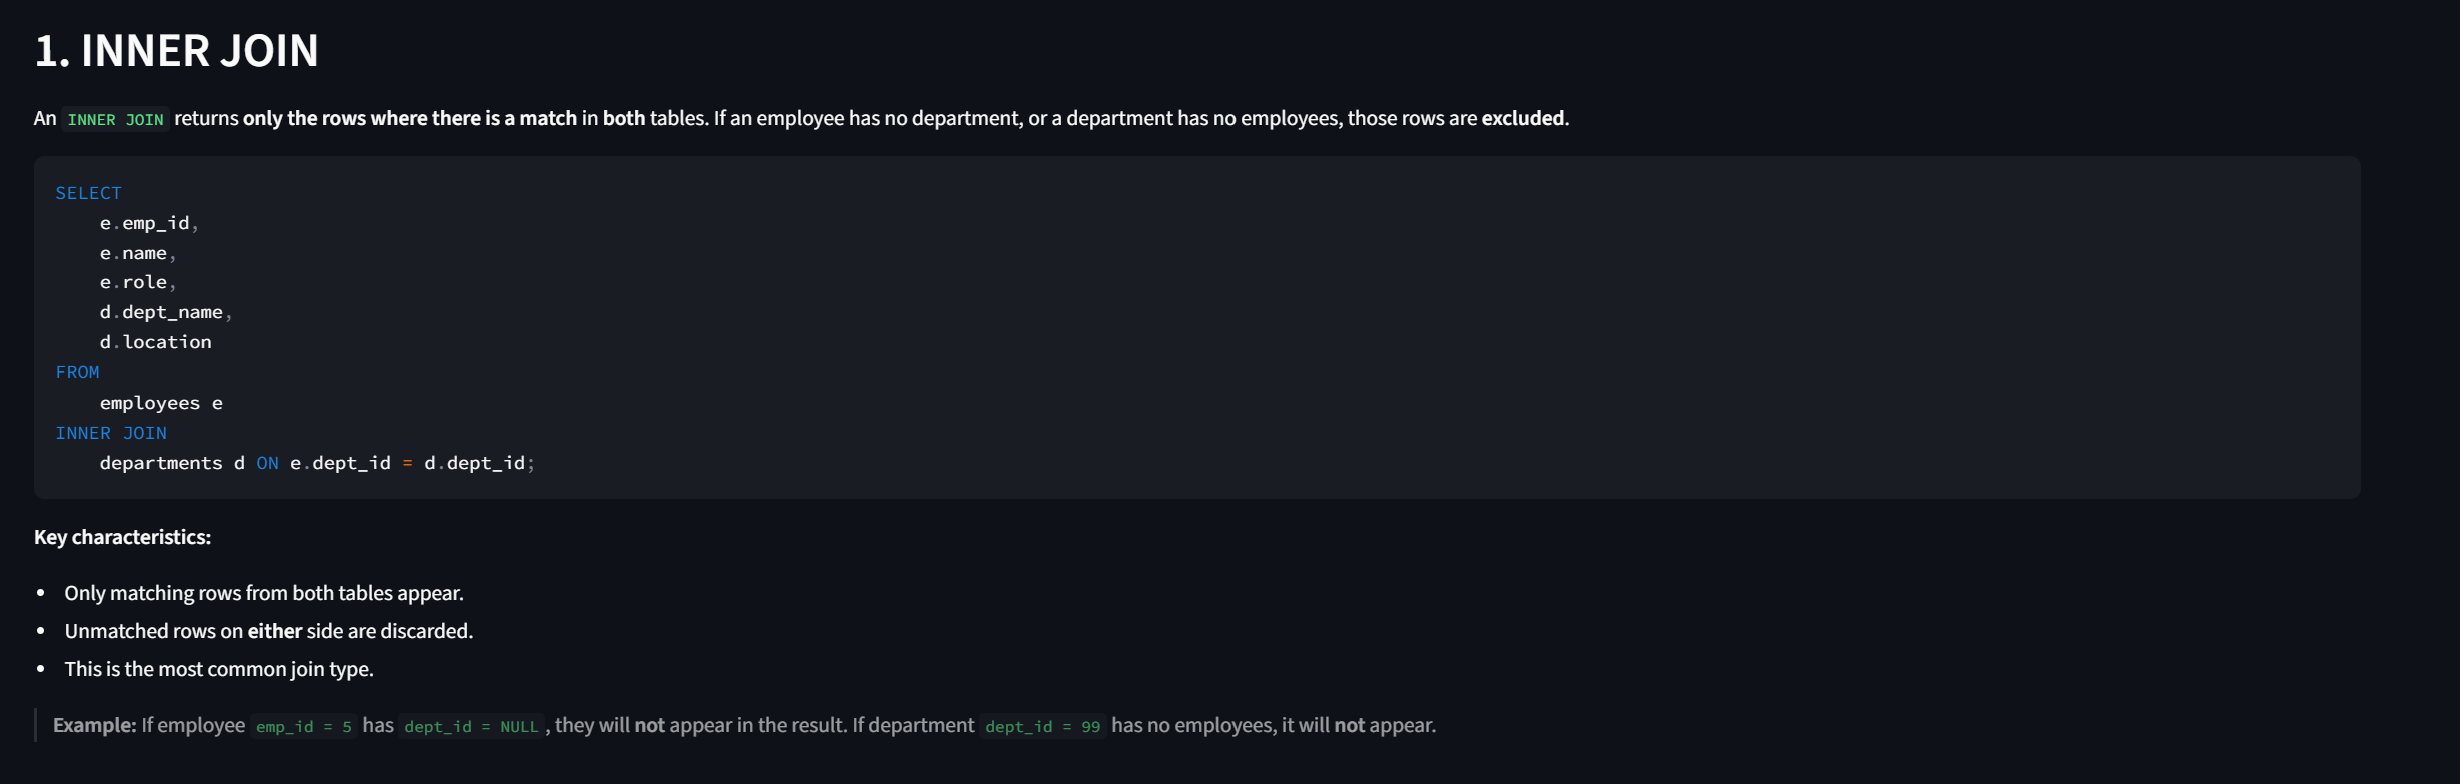 1. INNER JOIN
An INNER JOIN returns only the rows where there is a match in both tables. If an employee has no department, or a department has no employees, those rows are excluded.
SELECT
    e.emp_id,
    e.name,
    e.role,
    d.dept_name,
    d.location
FROM
    employees e
INNER JOIN
    departments d ON e.dept_id = d.dept_id;
Key characteristics:
• Only matching rows from both tables appear.
• Unmatched rows on either side are discarded.
• This is the most common join type.
Example: If employee emp_id = 5 has dept_id = NULL, they will not appear in the result. If department dept_id = 99 has no employees, it will not appear.